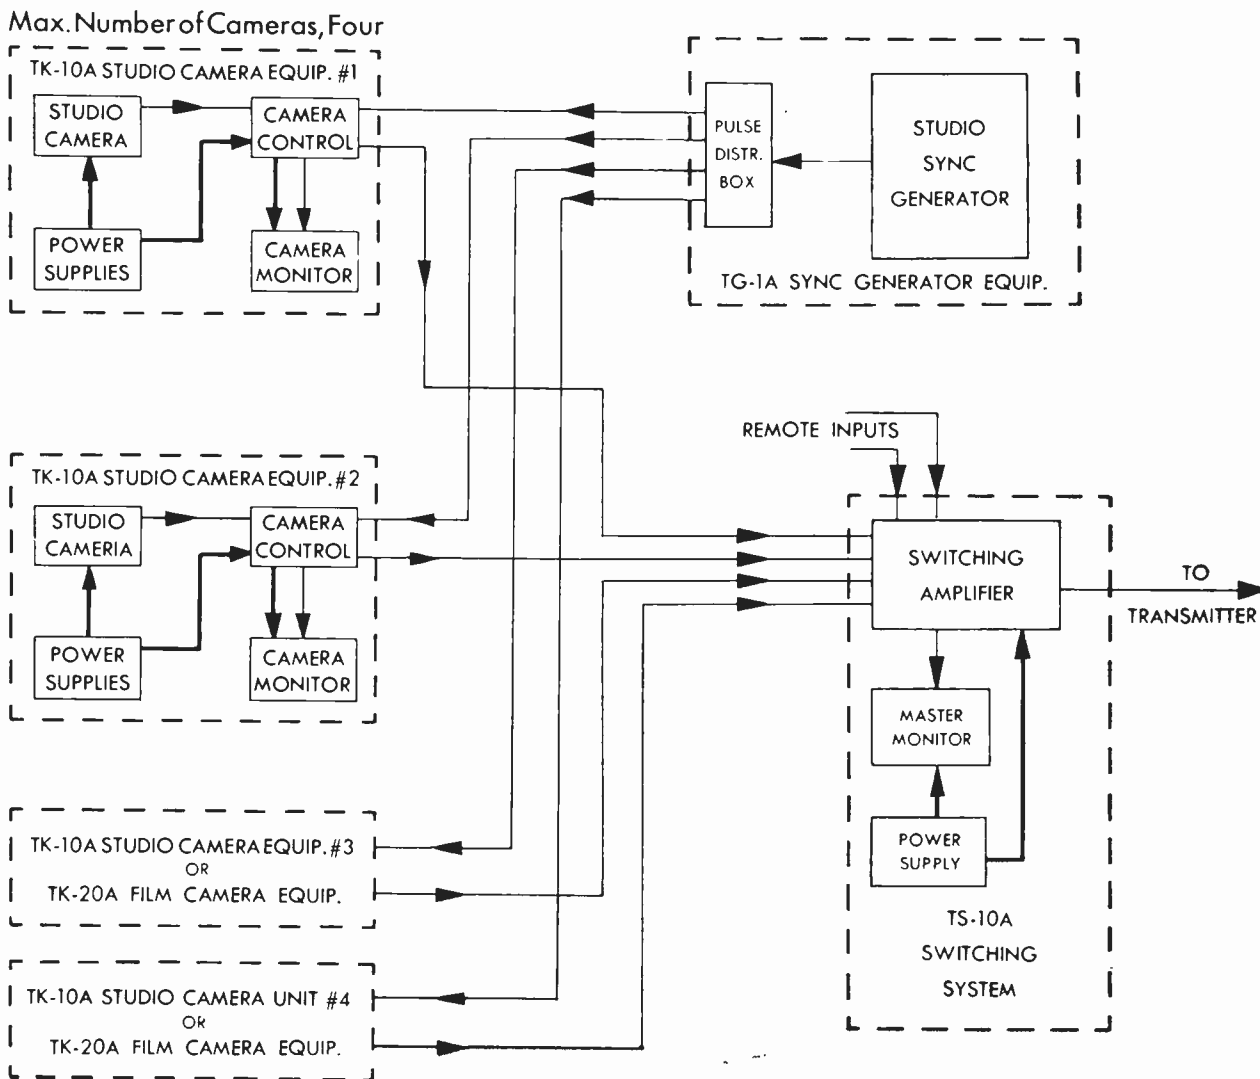 Max. Number of Cameras, Four
TK-10A STUDIO CAMERA EQUIP. #1
STUDIO
CAMERA
CAMERA
CONTROL
POWER
SUPPLIES
CAMERA
MONITOR
PULSE
DISTR.
BOX
STUDIO
SYNC
GENERATOR
TG-1A SYNC GENERATOR EQUIP.
REMOTE INPUTS
TK-10A STUDIO CAMERA EQUIP. #2
STUDIO
CAMERIA
CAMERA
CONTROL
POWER
SUPPLIES
CAMERA
MONITOR
SWITCHING
AMPLIFIER
TO
TRANSMITTER
MASTER
MONITOR
POWER
SUPPLY
TS-10A
SWITCHING
SYSTEM
TK-10A STUDIO CAMERA EQUIP. #3
OR
TK-20A FILM CAMERA EQUIP.
TK-10A STUDIO CAMERA UNIT #4
OR
TK-20A FILM CAMERA EQUIP.